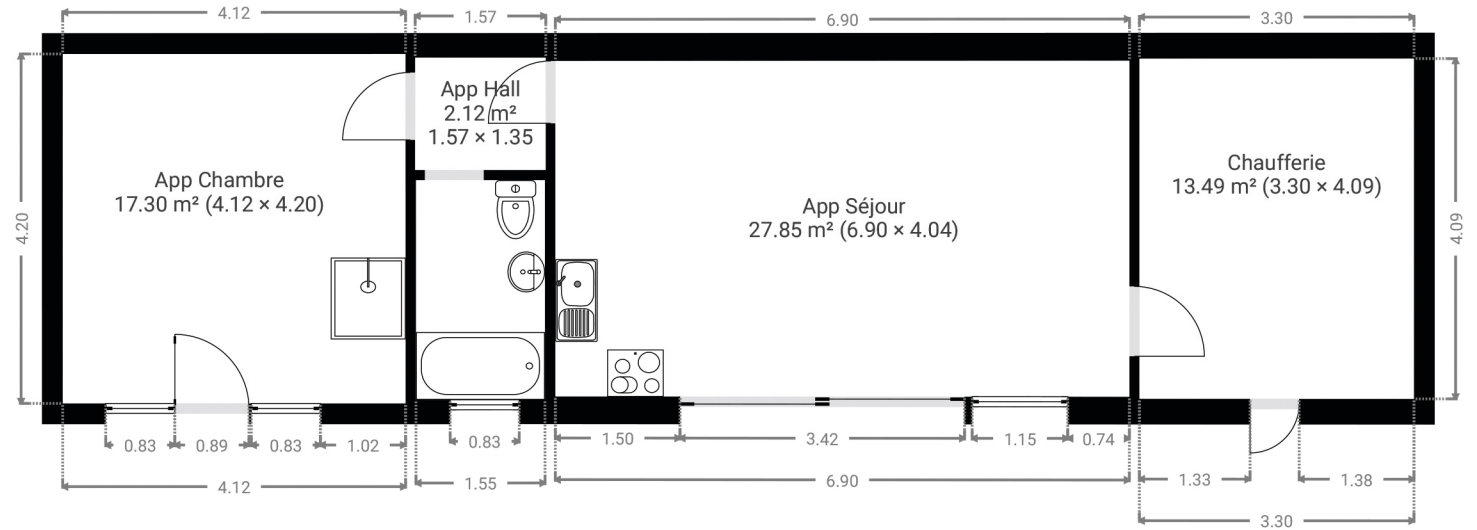 4.12
1.57
6.90
3.30
App Hall
2.12 m²
1.57 × 1.35
App Chambre
17.30 m² (4.12 × 4.20)
App Séjour
27.85 m² (6.90 × 4.04)
Chaufferie
13.49 m² (3.30 × 4.09)
4.20
4.09
0.83
0.89
0.83
1.02
0.83
1.50
3.42
1.15
0.74
4.12
1.55
6.90
1.33
1.38
3.30